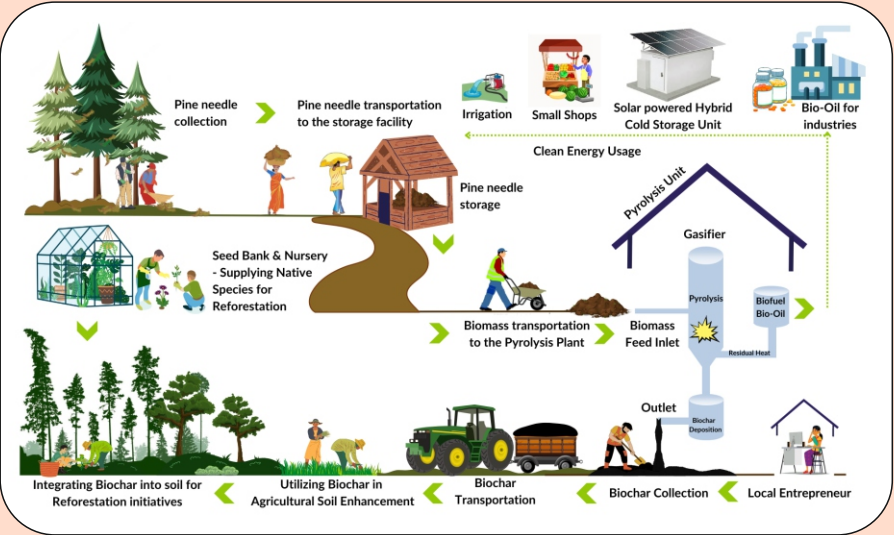 Pine needle
collection
Pine needle transportation
to the storage facility
Irrigation
Small Shops
Solar powered Hybrid
Cold Storage Unit
Bio-Oil for
industries
Clean Energy Usage
Pine needle
storage
Pyrolysis Unit
Gasifier
Pyrolysis
Biofuel
Bio-Oil
Residual Heat
Seed Bank & Nursery
- Supplying Native
Species for
Reforestation
Biomass transportation
to the Pyrolysis Plant
Biomass
Feed Inlet
Outlet
Biochar
Deposition
Integrating Biochar into soil for
Reforestation initiatives
Utilizing Biochar in
Agricultural Soil Enhancement
Biochar
Transportation
Biochar Collection
Local Entrepreneur